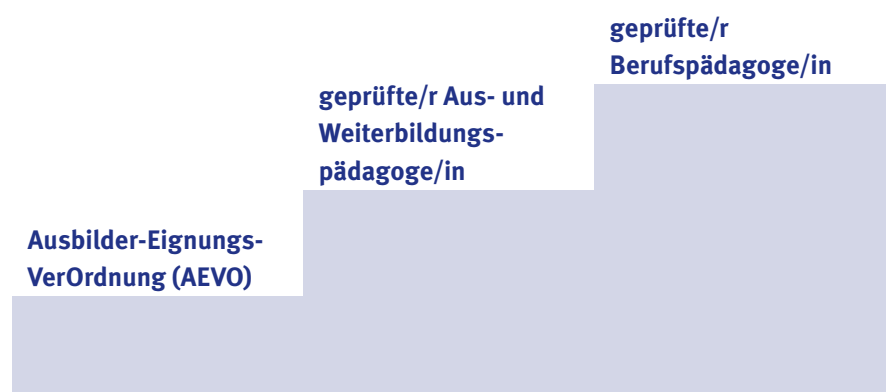 geprüfte/r
Berufspädagoge/in
geprüfte/r Aus- und
Weiterbildungs-
pädagoge/in
Ausbilder-Eignungs-
VerOrdnung (AEVO)